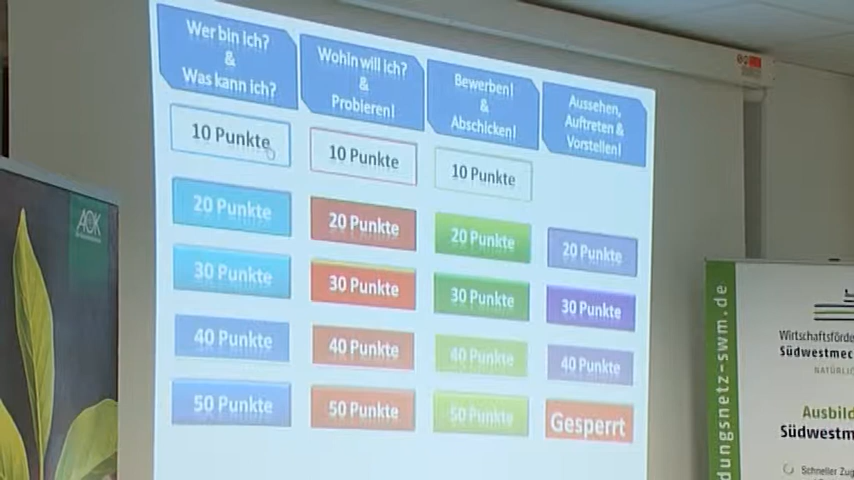 Wer bin ich?
&
Was kann ich?
Wohin will ich?
&
Probieren!
Bewerben!
&
Abschicken!
Aussehen,
Auftreten &
Vorstellen!
10 Punkte
10 Punkte
10 Punkte
20 Punkte
20 Punkte
20 Punkte
20 Punkte
30 Punkte
30 Punkte
30 Punkte
30 Punkte
40 Punkte
40 Punkte
40 Punkte
40 Punkte
50 Punkte
50 Punkte
50 Punkte
Gesperrt
AOK
dungsnetz-swm.de
Wirtschaftsförde
Südwestmec
NATÜRLIC
Ausbild
Südwestm
Schneller Zug